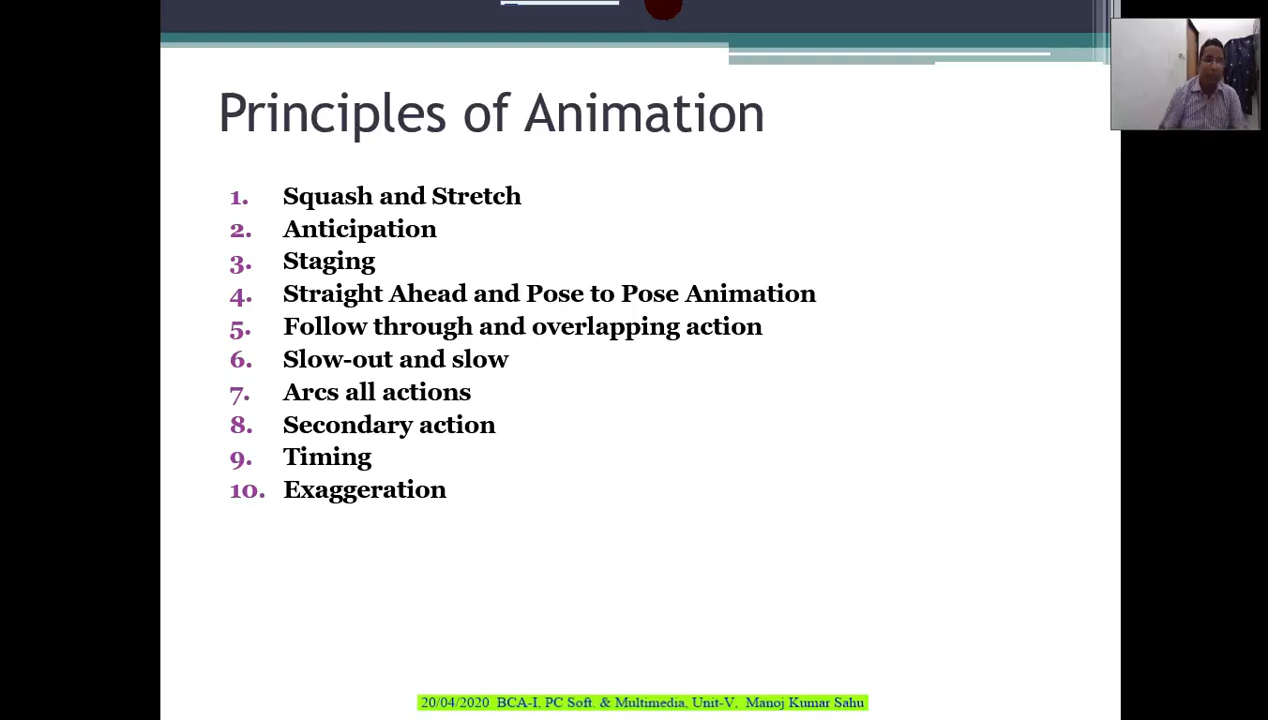 Principles of Animation
1. Squash and Stretch
2. Anticipation
3. Staging
4. Straight Ahead and Pose to Pose Animation
5. Follow through and overlapping action
6. Slow-out and slow
7. Arcs all actions
8. Secondary action
9. Timing
10. Exaggeration
20/04/2020 BCA-I, PC Soft. & Multimedia, Unit-V, Manoj Kumar Sahu